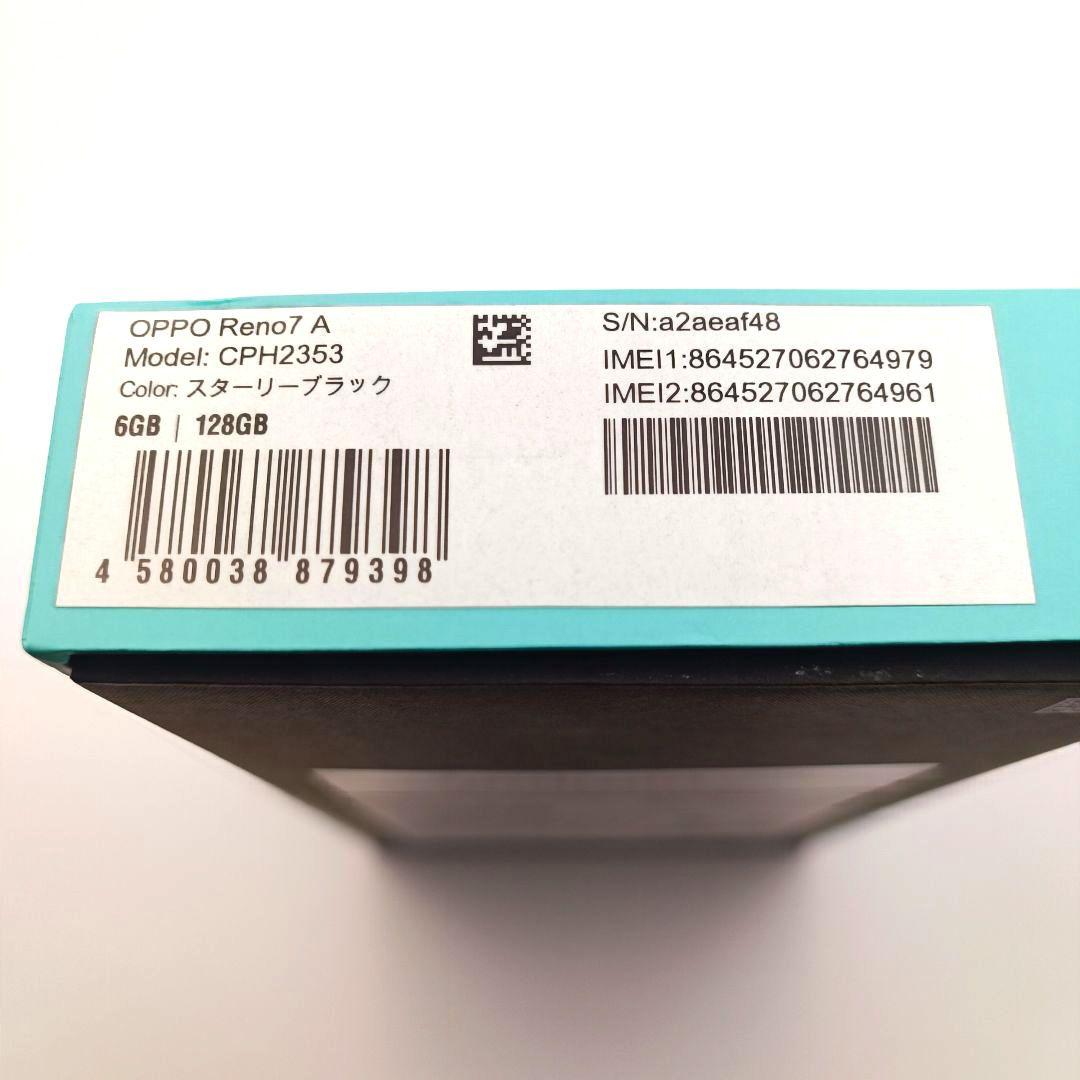 OPPO Reno7 A
Model: CPH2353
Color: スターリーブラック
6GB | 128GB
4 580038 879398
S/N:a2aeaf48
IMEI1:864527062764979
IMEI2:864527062764961